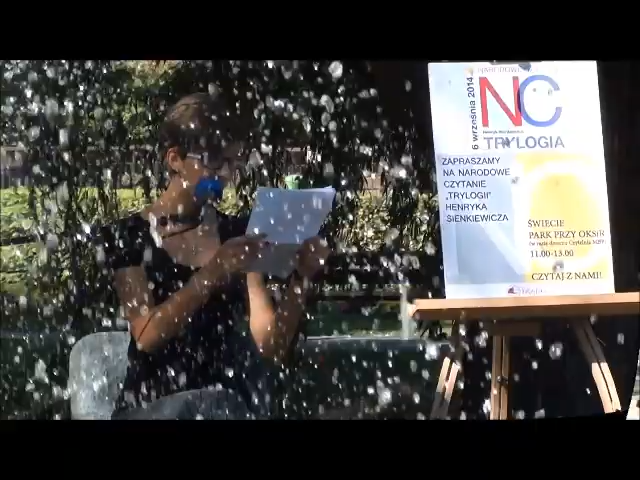 NARODOWE
6 września 2014
NC
TRYLOGIA
ZAPRASZAMY
NA NARODOWE
CZYTANIE
„TRYLOGII”
HENRYKA
SIENKIEWICZA
ŚWIECIE
PARK PRZY OKSiR
11.00-13.00
CZYTAJ Z NAMI!